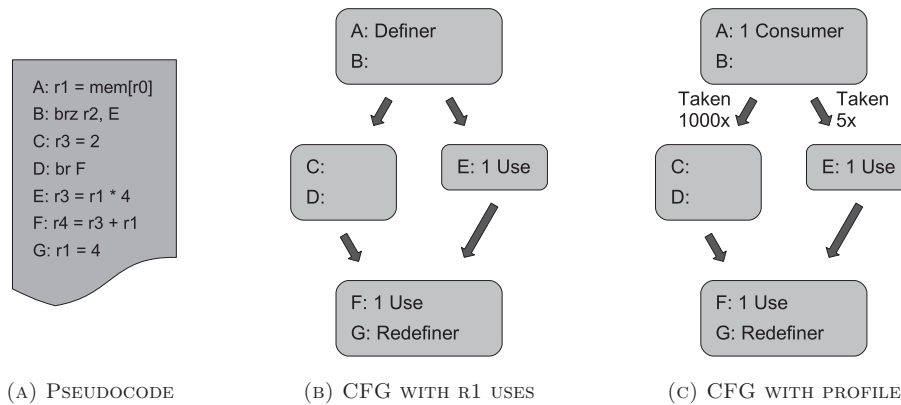 A: r1 = mem[r0]
B: brz r2, E
C: r3 = 2
D: br F
E: r3 = r1 * 4
F: r4 = r3 + r1
G: r1 = 4
(A) PSEUDOCODE
A: Definer
B:
C:
D:
E: 1 Use
F: 1 Use
G: Redefiner
(B) CFG WITH R1 USES
A: 1 Consumer
B:
Taken
1000x
Taken
5x
C:
D:
E: 1 Use
F: 1 Use
G: Redefiner
(C) CFG WITH PROFILE